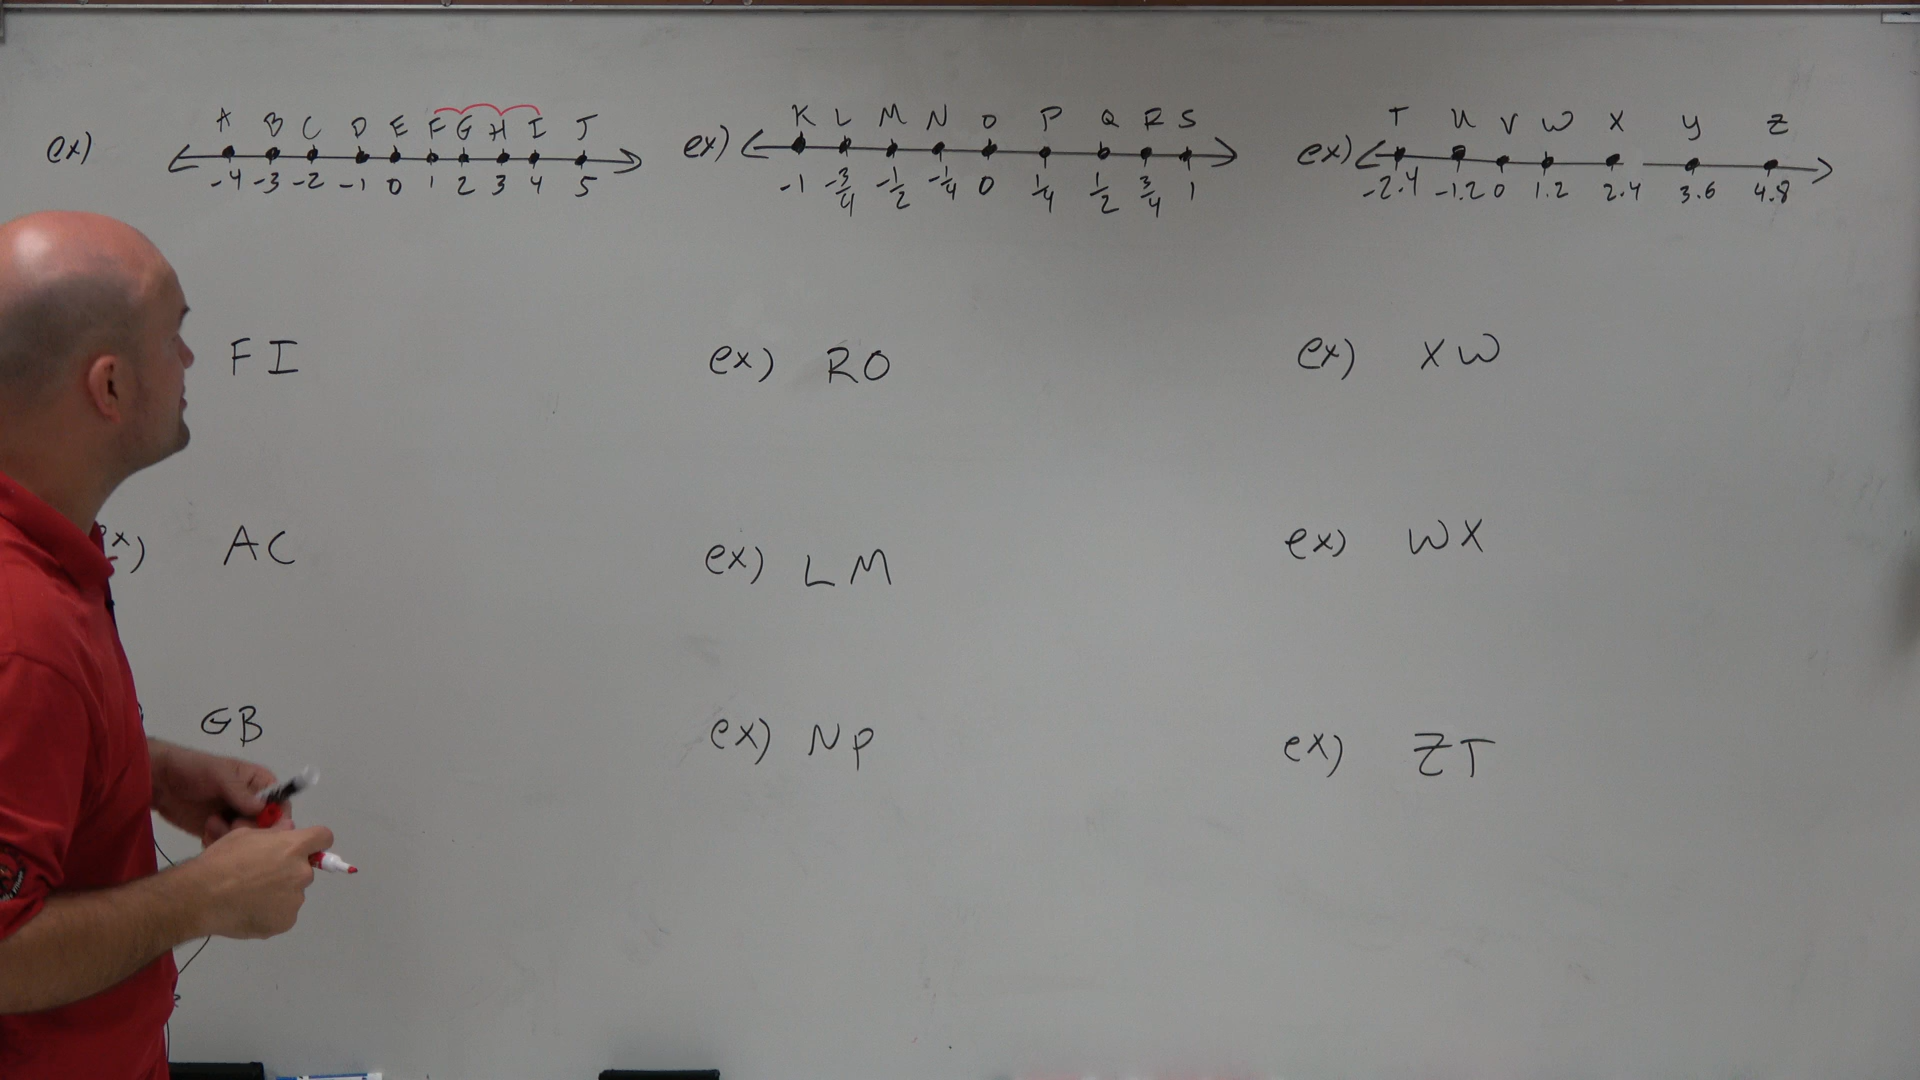 ex) A B C D E F G H I J
-4 -3 -2 -1 0 1 2 3 4 5
ex) K L M N O P Q R S
-1 -3/4 -1/2 -1/4 0 1/4 1/2 3/4 1
ex) T U V W X Y Z
-2.4 -1.2 0 1.2 2.4 3.6 4.8
FI
ex) RO
ex) XW
ex) AC
ex) LM
ex) WX
GB
ex) NP
ex) ZT